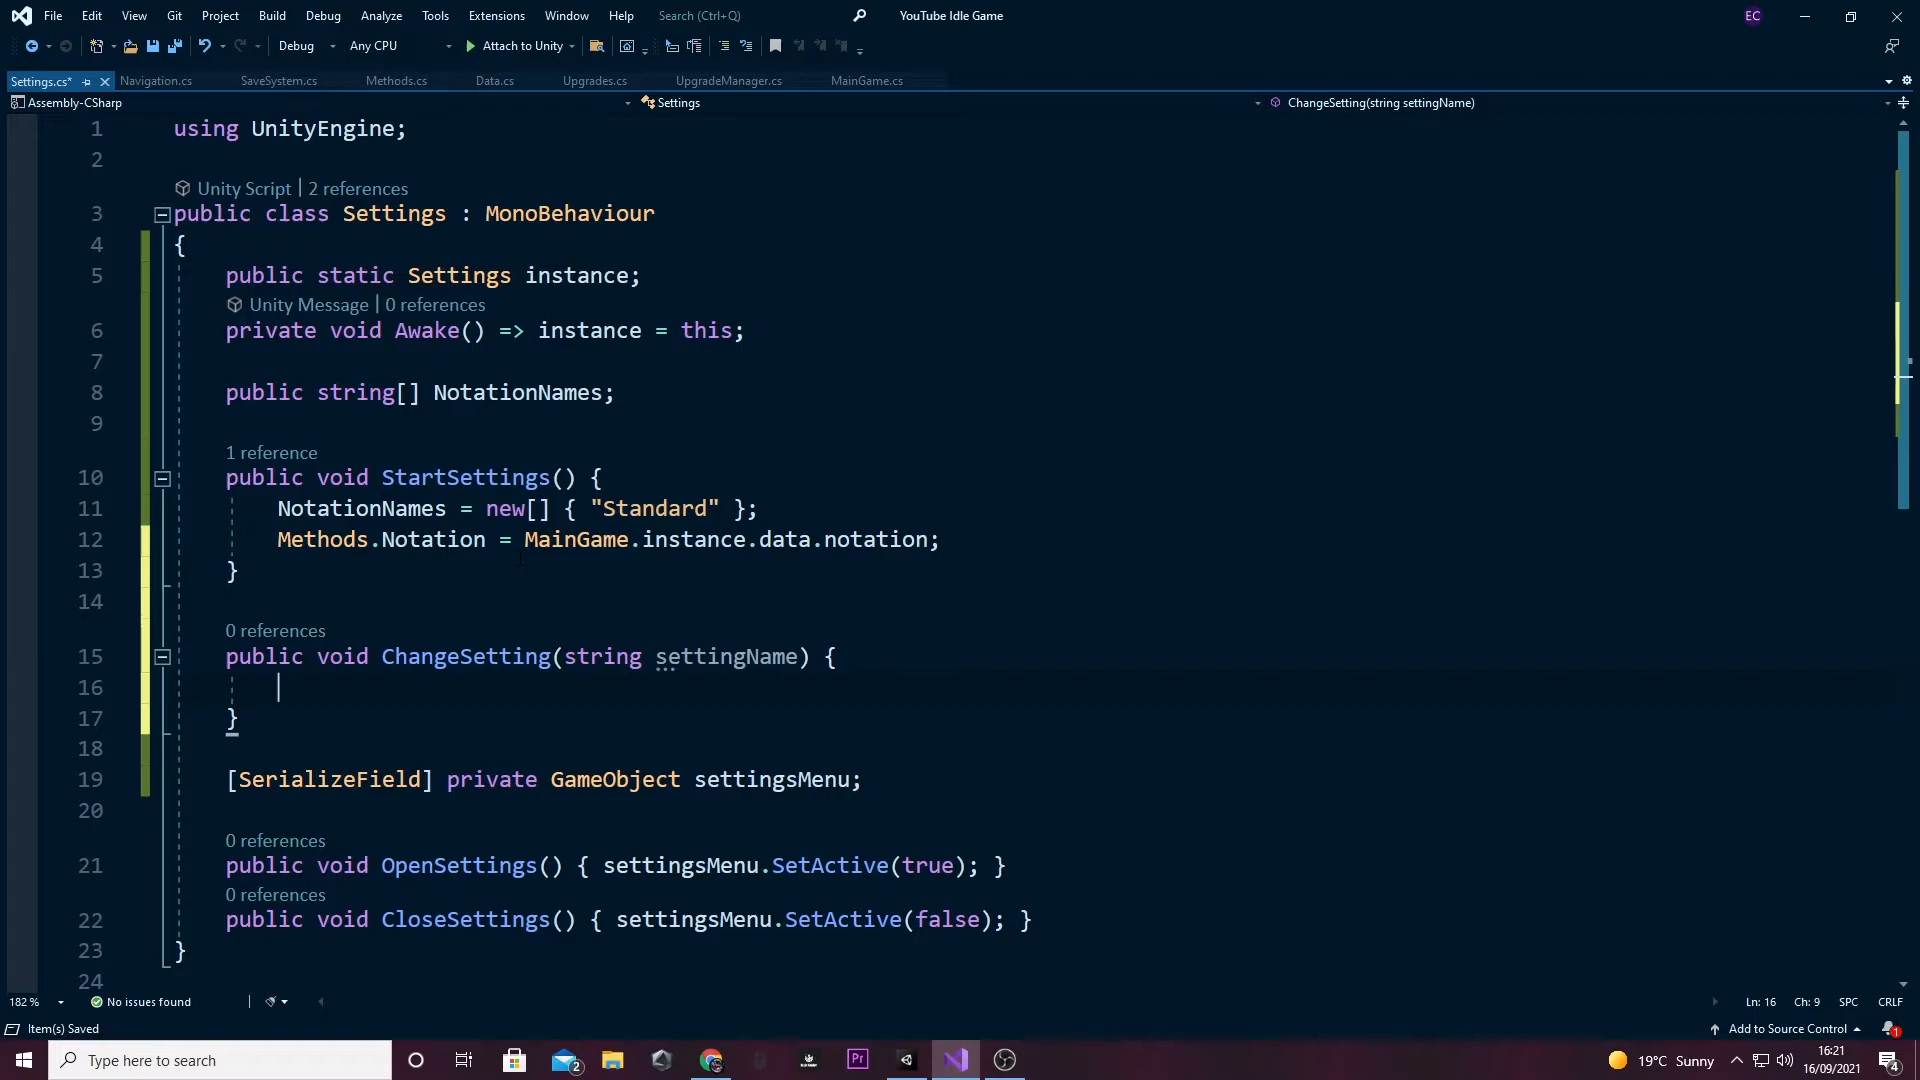 File Edit View Git Project Build Debug Analyze Tools Extensions Window Help Search (Ctrl+Q) YouTube Idle Game EC
Debug Any CPU Attach to Unity
Settings.cs* Navigation.cs SaveSystem.cs Methods.cs Data.cs Upgrades.cs UpgradeManager.cs MainGame.cs
Assembly-CSharp Settings ChangeSetting(string settingName)
1 using UnityEngine;
2
Unity Script | 2 references
3 public class Settings : MonoBehaviour
4 {
5 public static Settings instance;
Unity Message | 0 references
6 private void Awake() => instance = this;
7
8 public string[] NotationNames;
9
1 reference
10 public void StartSettings() {
11 NotationNames = new[] { "Standard" };
12 Methods.Notation = MainGame.instance.data.notation;
13 }
14
0 references
15 public void ChangeSetting(string settingName) {
16
17 }
18
19 [SerializeField] private GameObject settingsMenu;
20
0 references
21 public void OpenSettings() { settingsMenu.SetActive(true); }
0 references
22 public void CloseSettings() { settingsMenu.SetActive(false); }
23 }
24
182 % No issues found Ln: 16 Ch: 9 SPC CRLF
Item(s) Saved Add to Source Control 1
Type here to search 2 Pr 19°C Sunny 16:21 4
16/09/2021